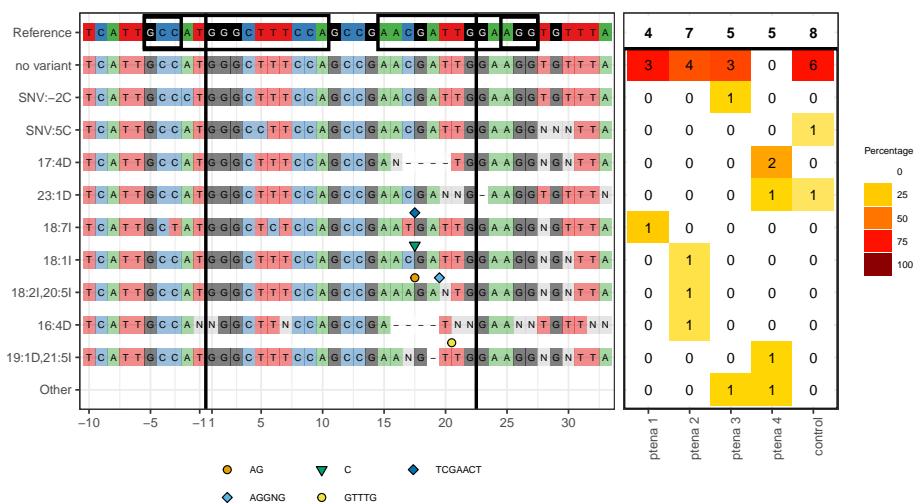 Reference T C A T T G C C A T G G G C T T T C C A G C C G A A C G A T T G G A A G G T G T T T A 4 7 5 5 8
no variant T C A T T G C C A T G G G C T T T C C A G C C G A A C G A T T G G A A G G T G T T T A 3 4 3 0 6
SNV:-2C T C A T T G C C C T G G G C T T T C C A G C C G A A C G A T T G G A A G G T G T T T A 0 0 1 0 0
SNV:5C T C A T T G C C A T G G G C C T T C C A G C C G A A C G A T T G G A A G G N N N T T A 0 0 0 0 1
17:4D T C A T T G C C A T G G G C T T T C C A G C C G A N - - - - T G G A A G G N G N T T A 0 0 0 2 0
23:1D T C A T T G C C A T G G G C T T T C C A G C C G A A C G A N N G - A A G G T G T T T N 0 0 0 1 1
18:7I T C A T T G C T A T G G G C T C T C C A G C C G A A T G A T T G G A A G G N G T T T A 1 0 0 0 0
18:1I T C A T T G C C A T G G G C T T T C C A G C C G A A C G A T T G G A A G G N G N T T A 0 1 0 0 0
18:2I,20:5I T C A T T G C C A T G G G C T T T C C A G C C G A A A G A N T G G A A G G N G N T T A 0 1 0 0 0
16:4D T C A T T G C C A N N G G C T T N C C A G C C G A - - - - T N N G A A N N T G T T N N 0 1 0 0 0
19:1D,21:5I T C A T T G C C A T G G G C T T T C C A G C C G A A N G - T T G G A A G G N G N T T A 0 0 0 1 0
Other 0 0 1 1 0
−10 −5 −1 1 5 10 15 20 25 30
ptena 1
ptena 2
ptena 3
ptena 4
control
Percentage
0
25
50
75
100
AG C TCGAACT
AGGNG GTTTG